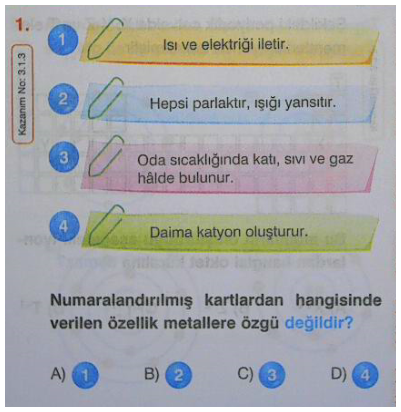 1.
Kazanım No: 3.1.3
1 Isı ve elektriği iletir.
2 Hepsi parlaktır, ışığı yansıtır.
3 Oda sıcaklığında katı, sıvı ve gaz
hâlde bulunur.
4 Daima katyon oluşturur.
Numaralandırılmış kartlardan hangisinde
verilen özellik metallere özgü değildir?
A) 1 B) 2 C) 3 D) 4